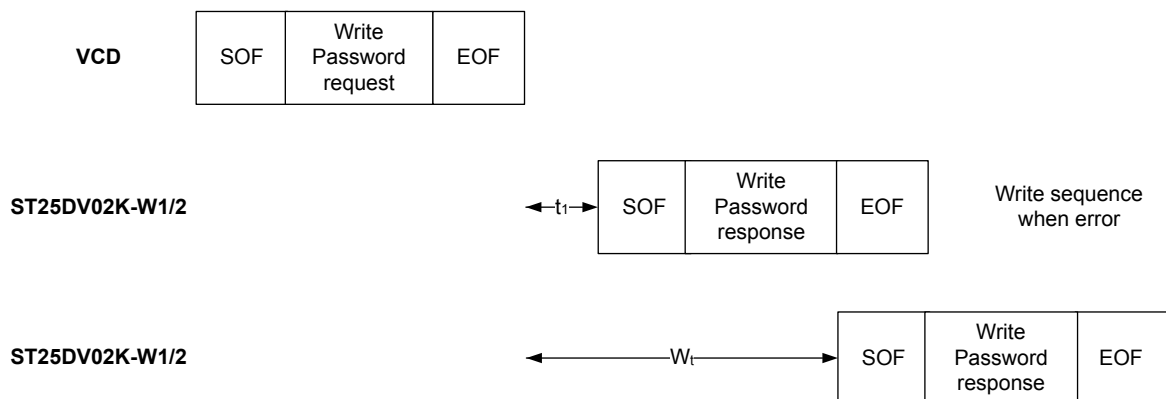 VCD
SOF
Write
Password
request
EOF
ST25DV02K-W1/2
t1
SOF
Write
Password
response
EOF
Write sequence
when error
ST25DV02K-W1/2
Wt
SOF
Write
Password
response
EOF